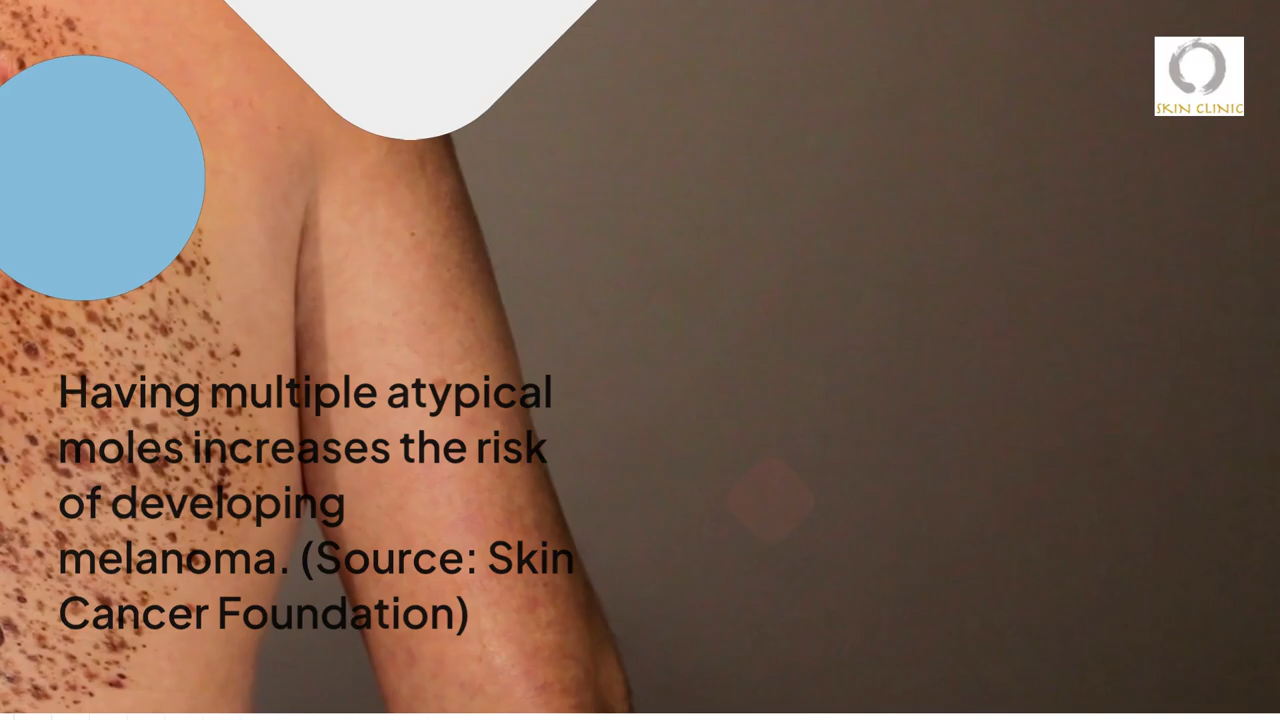 SKIN CLINIC
Having multiple atypical
moles increases the risk
of developing
melanoma. (Source: Skin
Cancer Foundation)